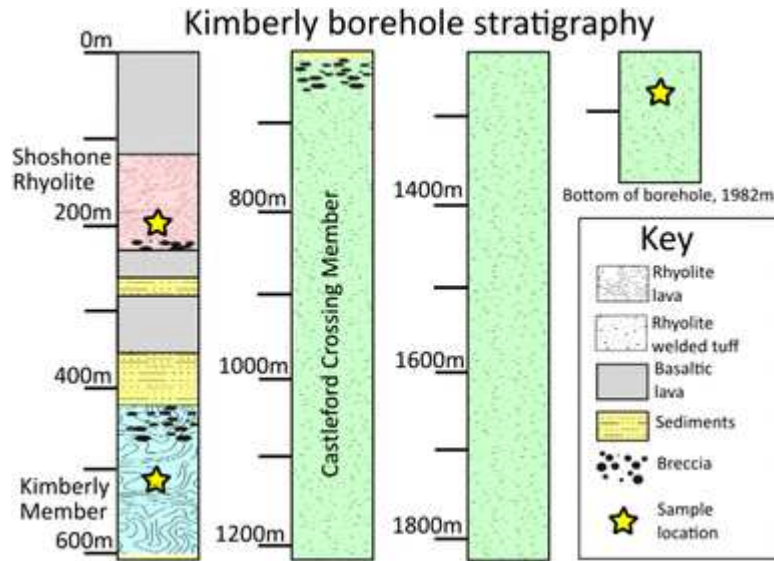 Kimberly borehole stratigraphy
0m
Shoshone
Rhyolite
200m
400m
Kimberly
Member
600m
800m
1000m
1200m
Castleford Crossing Member
1400m
1600m
1800m
Bottom of borehole, 1982m
Key
Rhyolite
lava
Rhyolite
welded tuff
Basaltic
lava
Sediments
Breccia
Sample
location